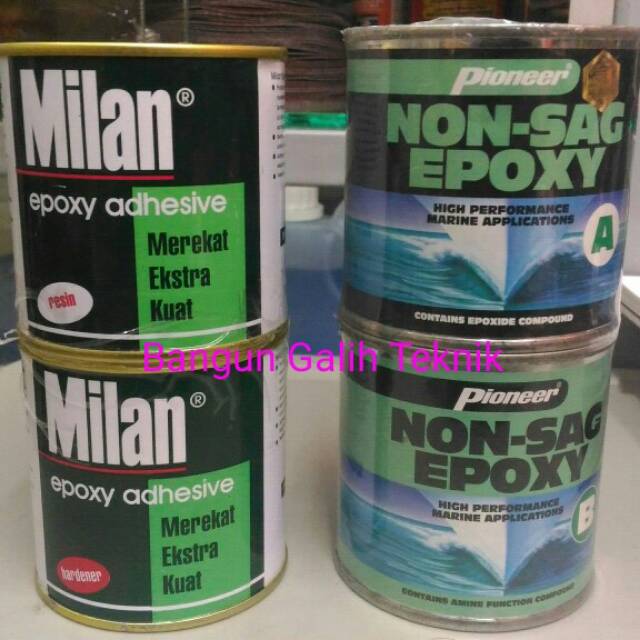 Milan®
epoxy adhesive
Merekat
Ekstra
Kuat
resin
Pioneer®
NON-SAG
EPOXY
HIGH PERFORMANCE
MARINE APPLICATIONS
A
CONTAINS EPOXIDE COMPOUND
Bangun Galih Teknik
Milan®
epoxy adhesive
Merekat
Ekstra
Kuat
hardener
Pioneer®
NON-SAG
EPOXY
HIGH PERFORMANCE
MARINE APPLICATIONS
B
CONTAINS AMINE FUNCTION COMPOUND